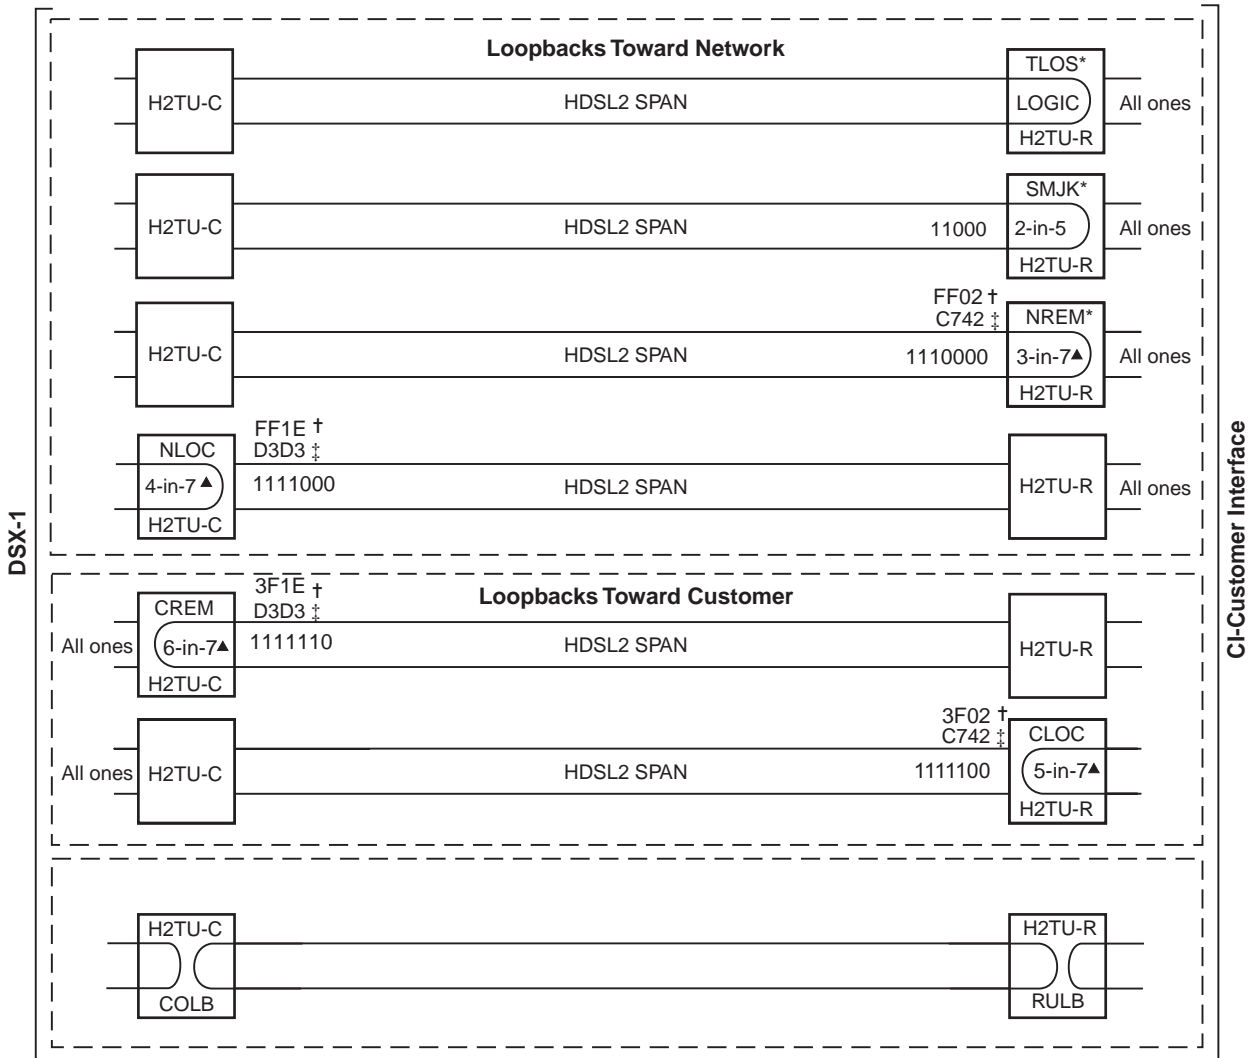 Loopbacks Toward Network
H2TU-C
HDSL2 SPAN
TLOS*
LOGIC
H2TU-R
All ones
H2TU-C
HDSL2 SPAN
11000
SMJK*
2-in-5
H2TU-R
All ones
H2TU-C
HDSL2 SPAN
FF02 †
C742 ‡
1110000
NREM*
3-in-7▲
H2TU-R
All ones
NLOC
4-in-7▲
H2TU-C
FF1E †
D3D3 ‡
1111000
HDSL2 SPAN
H2TU-R
All ones
DSX-1
CI-Customer Interface
Loopbacks Toward Customer
All ones
CREM
6-in-7▲
H2TU-C
3F1E †
D3D3 ‡
1111110
HDSL2 SPAN
H2TU-R
All ones
H2TU-C
HDSL2 SPAN
3F02 †
C742 ‡
1111100
CLOC
5-in-7▲
H2TU-R
H2TU-C
COLB
H2TU-R
RULB